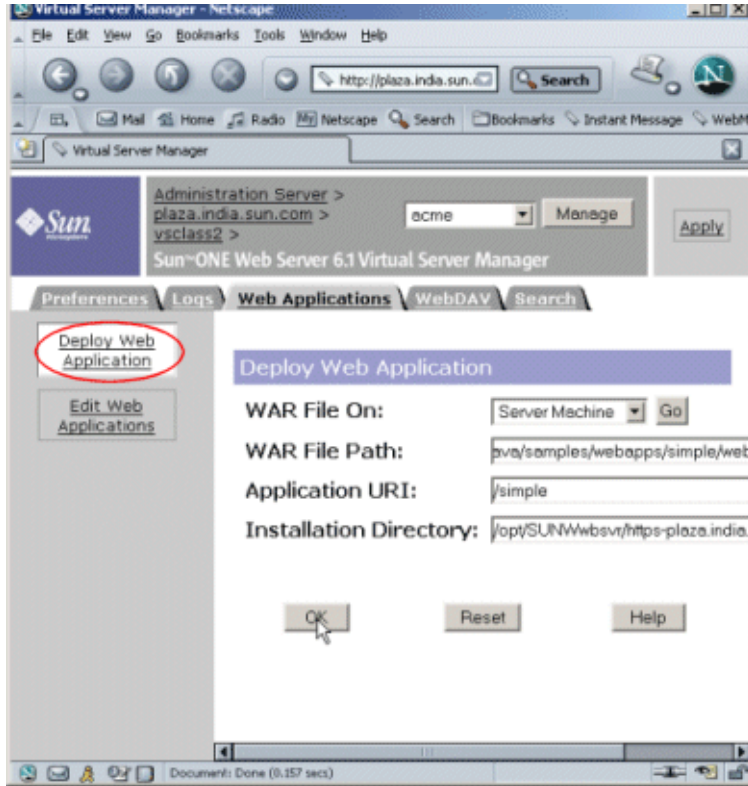 Virtual Server Manager - Netscape
File Edit View Go Bookmarks Tools Window Help
http://plaza.india.sun.c
Search
N
Mail Home Radio My Netscape Search Bookmarks Instant Message WebM
Virtual Server Manager
Sun
microsystems
Administration Server >
plaza.india.sun.com >
vsclass2 >
acme
Manage
Apply
Sun ONE Web Server 6.1 Virtual Server Manager
Preferences Logs Web Applications WebDAV Search
Deploy Web
Application
Edit Web
Applications
Deploy Web Application
WAR File On: Server Machine Go
WAR File Path: ava/samples/webapps/simple/web
Application URI: /simple
Installation Directory: /opt/SUNWwbsvr/https-plaza.india.
OK Reset Help
Document: Done (0.157 secs)